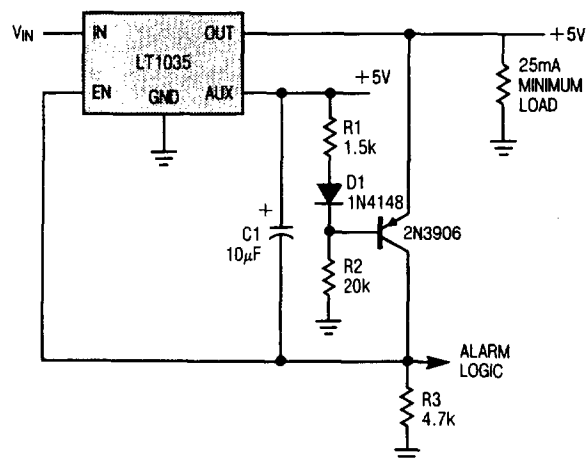 V_IN
IN
OUT
+5V
LT1035
EN
GND
AUX
+5V
25mA
MINIMUM
LOAD
R1
1.5k
D1
1N4148
+
C1
10µF
2N3906
R2
20k
ALARM
LOGIC
R3
4.7k